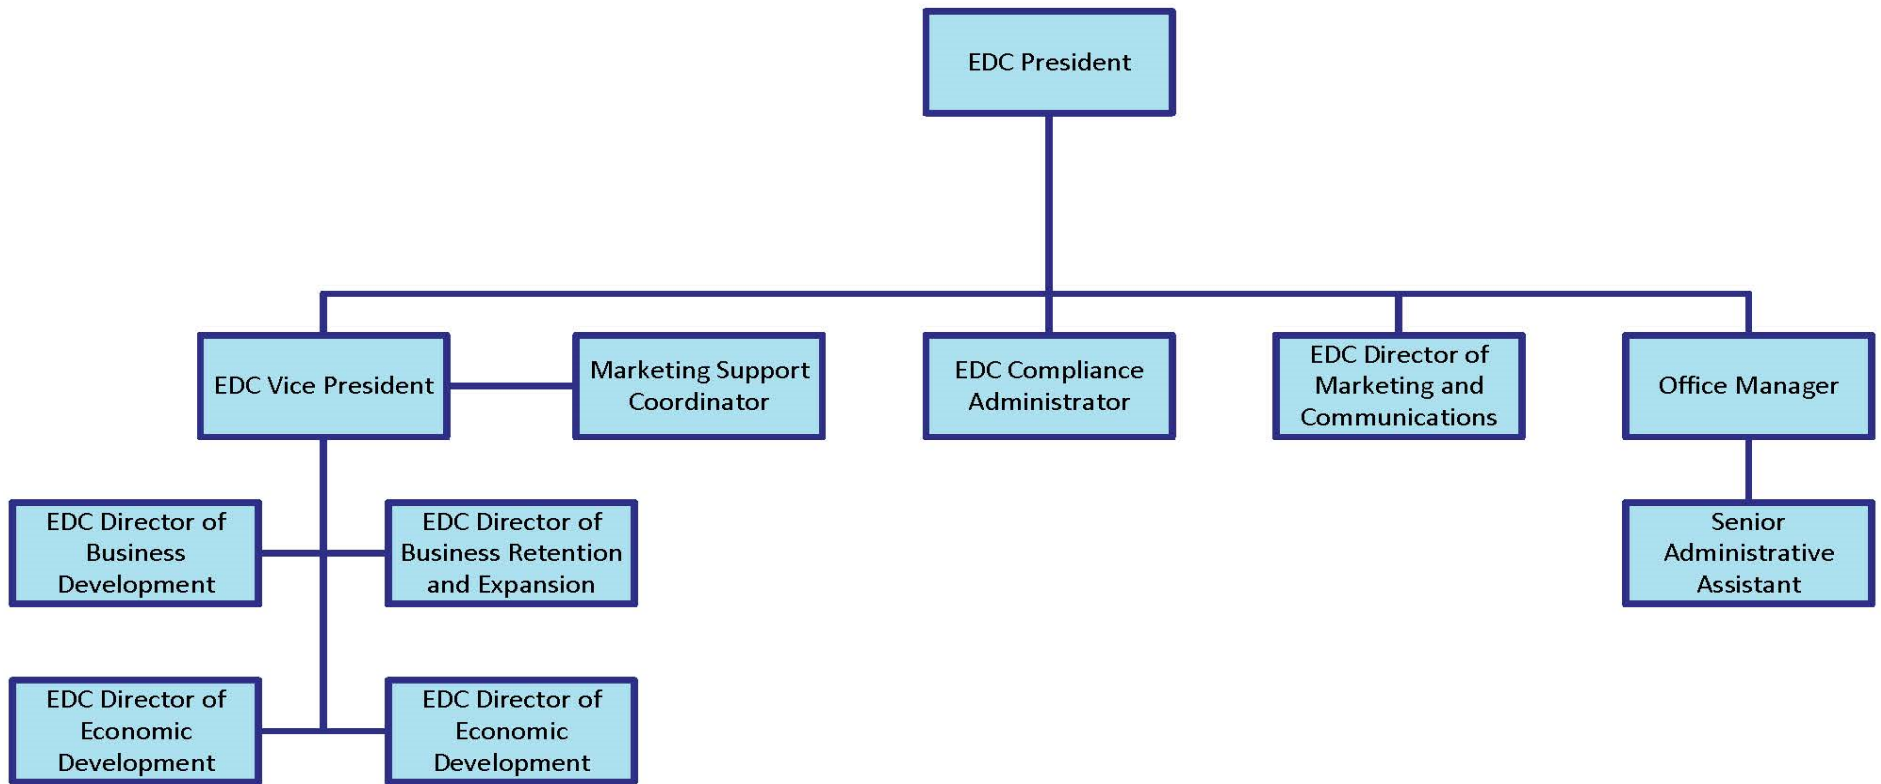 EDC President
EDC Vice President
Marketing Support
Coordinator
EDC Compliance
Administrator
EDC Director of
Marketing and
Communications
Office Manager
EDC Director of
Business
Development
EDC Director of
Business Retention
and Expansion
Senior
Administrative
Assistant
EDC Director of
Economic
Development
EDC Director of
Economic
Development